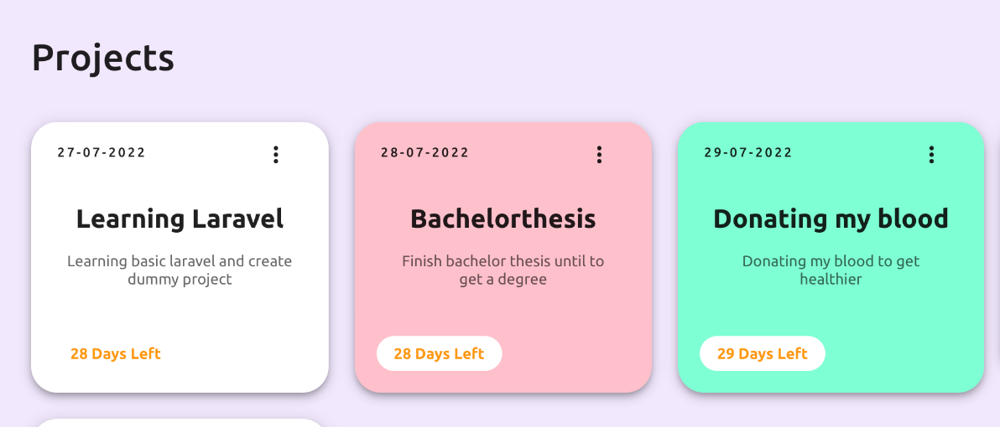 Projects
27-07-2022
Learning Laravel
Learning basic laravel and create
dummy project
28 Days Left
28-07-2022
Bachelorthesis
Finish bachelor thesis until to
get a degree
28 Days Left
29-07-2022
Donating my blood
Donating my blood to get
healthier
29 Days Left